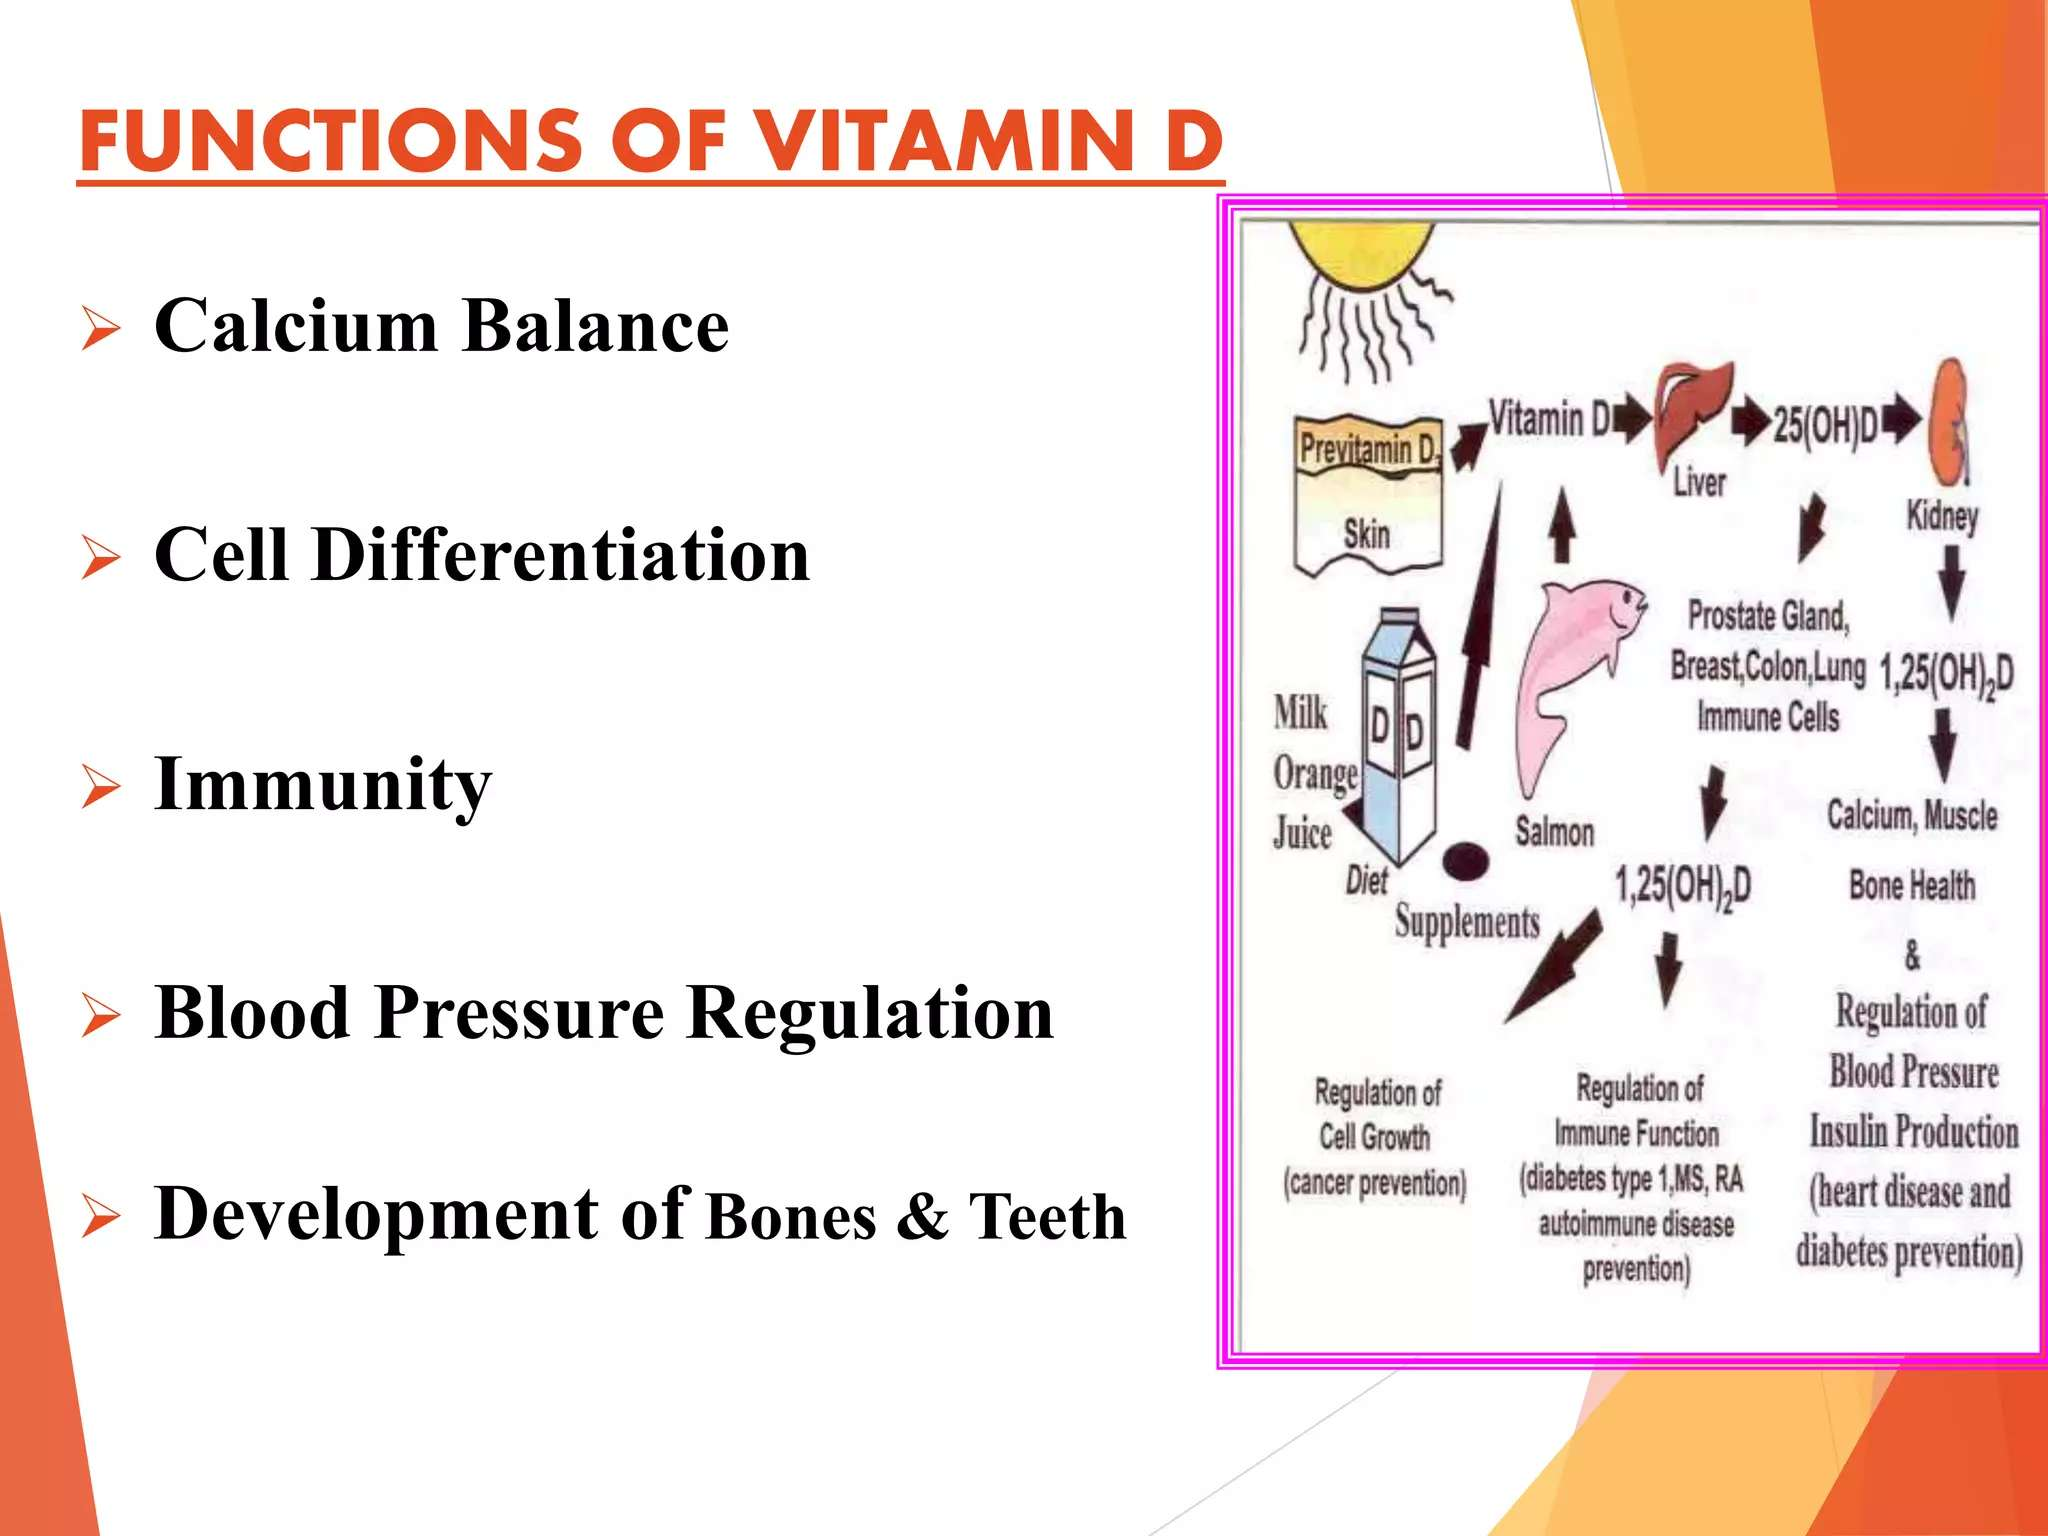 FUNCTIONS OF VITAMIN D
Calcium Balance
Cell Differentiation
Immunity
Blood Pressure Regulation
Development of Bones & Teeth
Previtamin D₃
Skin
Vitamin D
Liver
25(OH)D
Kidney
Milk
Orange
Juice
D D
Diet
Salmon
Supplements
Prostate Gland,
Breast,Colon,Lung
Immune Cells
1,25(OH)₂D
1,25(OH)₂D
Calcium, Muscle
Bone Health
&
Regulation of
Blood Pressure
Insulin Production
(heart disease and
diabetes prevention)
Regulation of
Cell Growth
(cancer prevention)
Regulation of
Immune Function
(diabetes type 1,MS, RA
autoimmune disease
prevention)